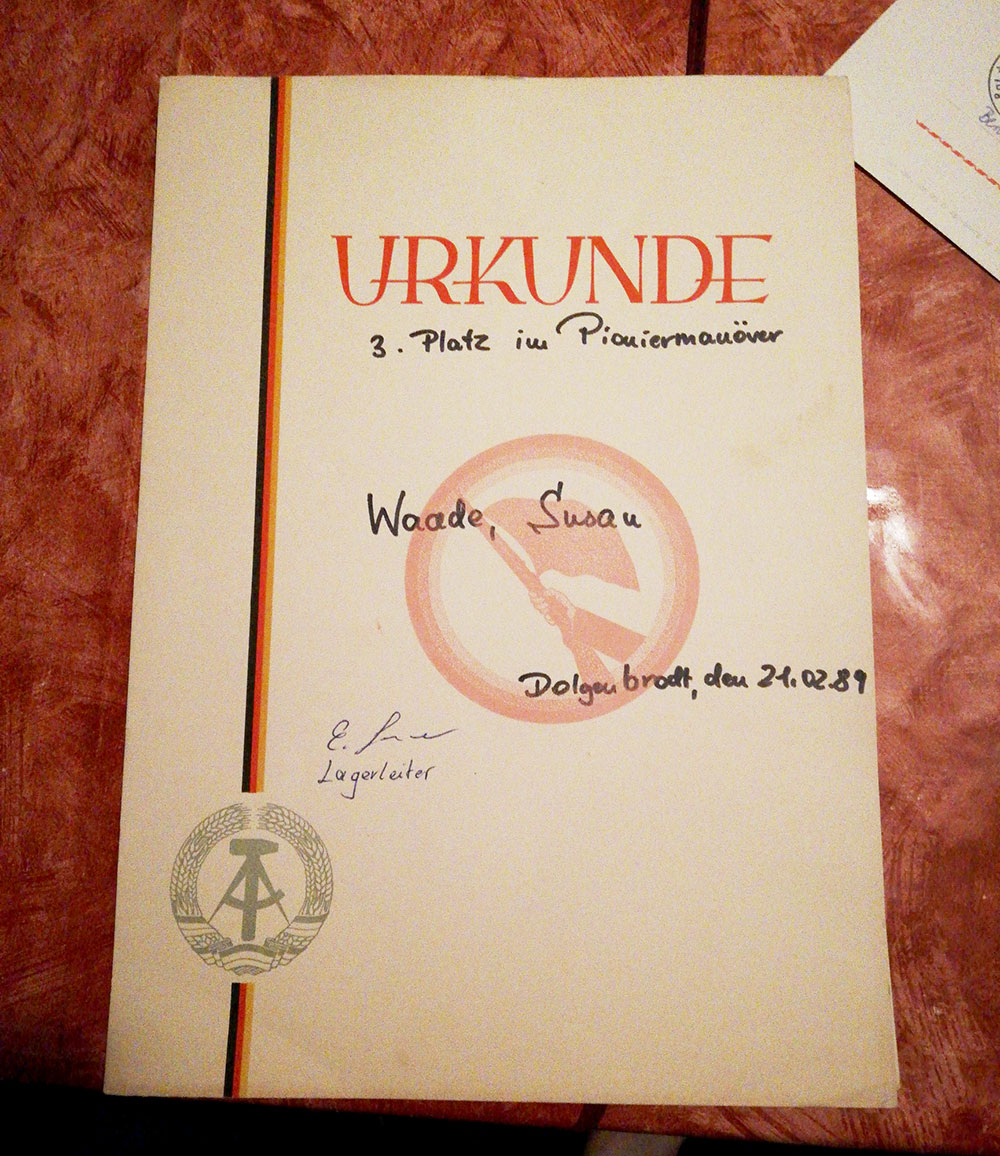 URKUNDE
3. Platz im Pioniermanöver
Waade, Susan
Dolgenbrodt, den 21.02.89
E.
Lagerleiter